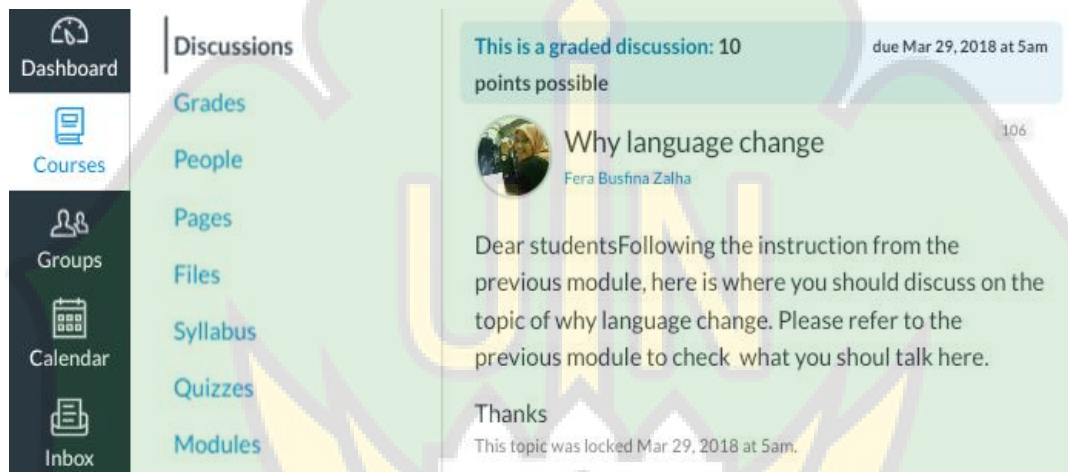 Dashboard
Courses
Groups
Calendar
Inbox
Discussions
Grades
People
Pages
Files
Syllabus
Quizzes
Modules
This is a graded discussion: 10
points possible
due Mar 29, 2018 at 5am
106
Why language change
Fera Busfina Zalha
Dear studentsFollowing the instruction from the
previous module, here is where you should discuss on the
topic of why language change. Please refer to the
previous module to check what you shoul talk here.
Thanks
This topic was locked Mar 29, 2018 at 5am.
UIN